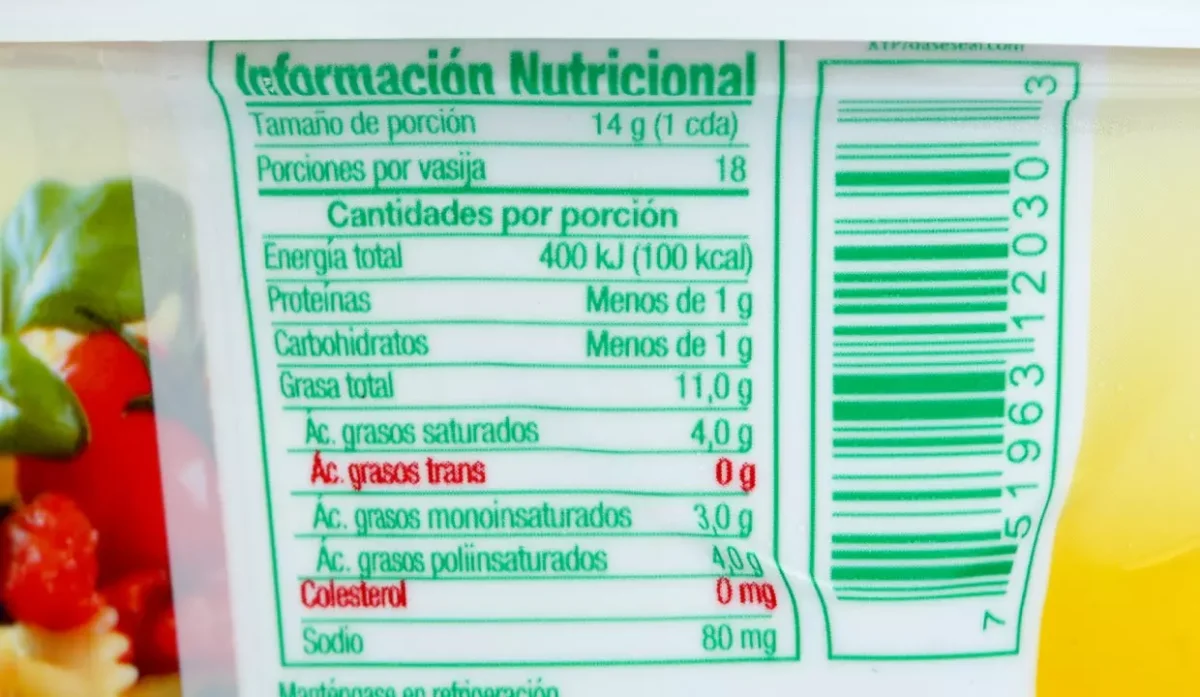 Información Nutricional
Tamaño de porción 14 g (1 cda)
Porciones por vasija 18
Cantidades por porción
Energía total 400 kJ (100 kcal)
Proteínas Menos de 1 g
Carbohidratos Menos de 1 g
Grasa total 11,0 g
Ác. grasos saturados 4,0 g
Ác. grasos trans 0 g
Ác. grasos monoinsaturados 3,0 g
Ác. grasos poliinsaturados 4,0 g
Colesterol 0 mg
Sodio 80 mg
Manténgase en refrigeración
7 51963 12030 3